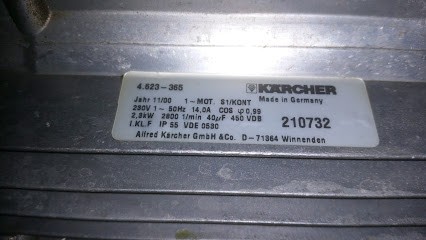 4.623-365 KÄRCHER
Jahr 11/00 1~MOT. S1/KONT Made in Germany
230V 1~ 50Hz 14,0A COS φ0,99
2,8kW 2800 1/min 40µF 450 VDB 210732
I.KL.F IP 55 VDE 0530
Alfred Kärcher GmbH &Co. D-71364 Winnenden